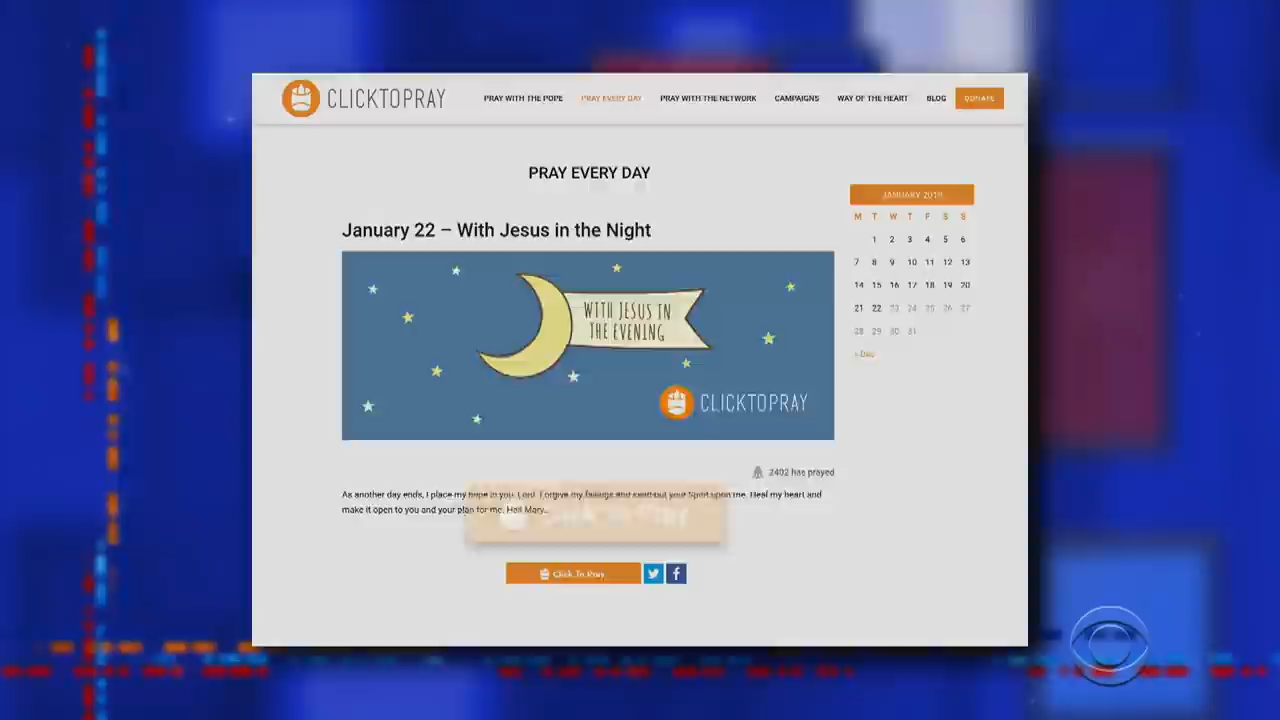 CLICKTOPRAY
PRAY WITH THE POPE PRAY EVERY DAY PRAY WITH THE NETWORK CAMPAIGNS WAY OF THE HEART BLOG DONATE
PRAY EVERY DAY
January 22 – With Jesus in the Night
WITH JESUS IN
THE EVENING
CLICKTOPRAY
2402 has prayed
As another day ends, I place my hope in you, Lord. Forgive my failings and send out your Spirit upon me. Heal my heart and
make it open to you and your plan for me. Hail Mary...
Click To Pray
Click To Pray
JANUARY 2019
M T W T F S S
1 2 3 4 5 6
7 8 9 10 11 12 13
14 15 16 17 18 19 20
21 22 23 24 25 26 27
28 29 30 31
« Dec